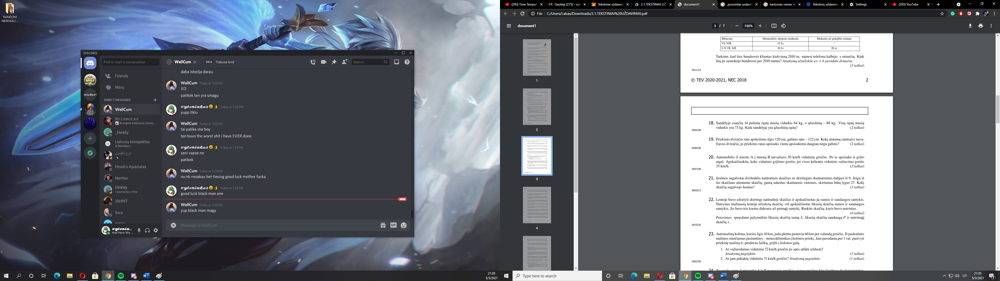 RANDOM
NEREIKALI...
DISCORD
Find or start a conversation
Friends
Nitro
DIRECT MESSAGES
WellCum
Wolemoras
Brangink kiekvieną mome...
_Heddy
Lietuvių konspektas
4 Members
Hood'o Apastalas
NerNar
Emmy
I wanna be a tree
Jλk997
vyteniu...
And Here We ...
WellCum
AKA Yakuza lord
Search
daba istorija darau
WellCum Today at 7:22 PM
XD
patikek ten yra smagu
vyteniukas😁👌 Today at 7:22 PM
yupp tikiu
WellCum Today at 7:22 PM
tai patike ma boy
ten buvo the worst shit i have EVER done
vyteniukas😁👌 Today at 7:23 PM
seni vapse ne
patikek
WellCum Today at 7:23 PM
nu nk nesakau bet tiesiog good luck mother fucka
vyteniukas😁👌 Today at 7:23 PM
good luck black man ane
NEW
WellCum Today at 7:24 PM
yup black man magy
Message @WellCum
GIF
21:20
5/3/2021
(293) Tinie Tempah
Gautieji (275) - vyte
Tekstiniai uždaviniai
2.1.TEKSTINIAI UŽD
document1
„procentai uzdavini
karlsonas vienas di
Tekstinių uždavinių
Settings
(293) YouTube
File | C:/Users/Labas/Downloads/2.1.TEKSTINIAI%20UŽDAVINIAI.pdf
document1
3 / 7
100%
1
2
3
4
Mėnesiai Abonentinis mėnesio mokestis Mokestis už pokalbio minutę
VI–VIII 15 Lt –
I–V, IX–XII 10 Lt 20 ct
Tarkime, kad šios bendrovės klientas kiekvieną 2010 m. mėnesį telefonu kalbėjo x minučių. Kiek
litų jis sumokėjo bendrovei per 2010 metus? Atsakymą užrašykite ax + b pavidalo dvinariu.
(3 taškai)
0511114
© TEV 2020-2021, NEC 2018 2
18. Sandėlyje esančių 14 pušinių rąstų masių vidurkis 64 kg, o ąžuolinių – 80 kg. Visų rąstų masių
vidurkis yra 73 kg. Kiek sandėlyje yra ąžuolinių rąstų? (2 taškai)
0505109
19. Priekinio dviračio rato apskritimo ilgis 120 cm, galinio rato – 122 cm. Kokį atstumą (metrais) nuva-
žiavus dviračiu, jo priekinis ratas apsisuks vienu apsisukimu daugiau negu galinis? (2 taškai)
0506108
20. Automobilis iš miesto A į miestą B nuvažiavo 30 km/h vidutiniu greičiu. Po to apsisuko ir grįžo
atgal. Apskaičiuokite, koks vidutinis grįžimo greitis, jei visos kelionės vidutinis važiavimo greitis
35 km/h. (2 taškai)
0507108
21. Justinos sugalvotas dviženklis natūralusis skaičius su skirtingais skaitmenimis dalijasi iš 9. Jeigu iš
šio skaičiaus atimtume skaičių, gautą sukeitus skaitmenis vietomis, skirtumas būtų lygus 27. Kokį
skaičių sugalvojo Justina? (3 taškai)
0503213
22. Lentoje buvo užrašyti skirtingi natūralieji skaičiai ir apskaičiuotas jų sumos ir sandaugos santykis.
Nutrynus mažiausią lentoje užrašytą skaičių, vėl apskaičiuotas likusių skaičių sumos ir sandaugos
santykis. Jis buvo tris kartus didesnis už pirmąjį santykį. Raskite skaičių, kuris buvo nutrintas.
(4 taškai)
Patarimas: spręsdami pažymėkite likusių skaičių sumą S, likusių skaičių sandaugą P ir nutrintąjį
skaičių x.
0515226
23. Automašinų kolona, kurios ilgis 10 km, juda plentu pastoviu 60 km per valandą greičiu. Iš paskutinės
mašinos siunčiamas pasiuntinys – motociklininkas į kolonos priekį. Jam pavedama per 1 val. pasivyti
priekinę mašiną ir, perdavus laišką, grįžti į kolonos galą.
1. Ar važiuodamas vidutiniu 72 km/h greičiu jis spės atlikti užduotį?
Atsakymą pagrįskite. (3 taškai)
2. Ar jam pakaktų vidutinio 71 km/h greičio? Atsakymą pagrįskite. (1 taškas)
0502109
Type here to search
LIT
21:20
5/3/2021